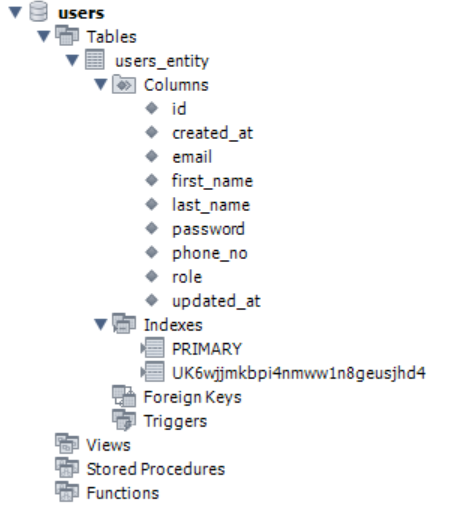 users
Tables
users_entity
Columns
id
created_at
email
first_name
last_name
password
phone_no
role
updated_at
Indexes
PRIMARY
UK6wjjmkbpi4nmww1n8geusjhd4
Foreign Keys
Triggers
Views
Stored Procedures
Functions